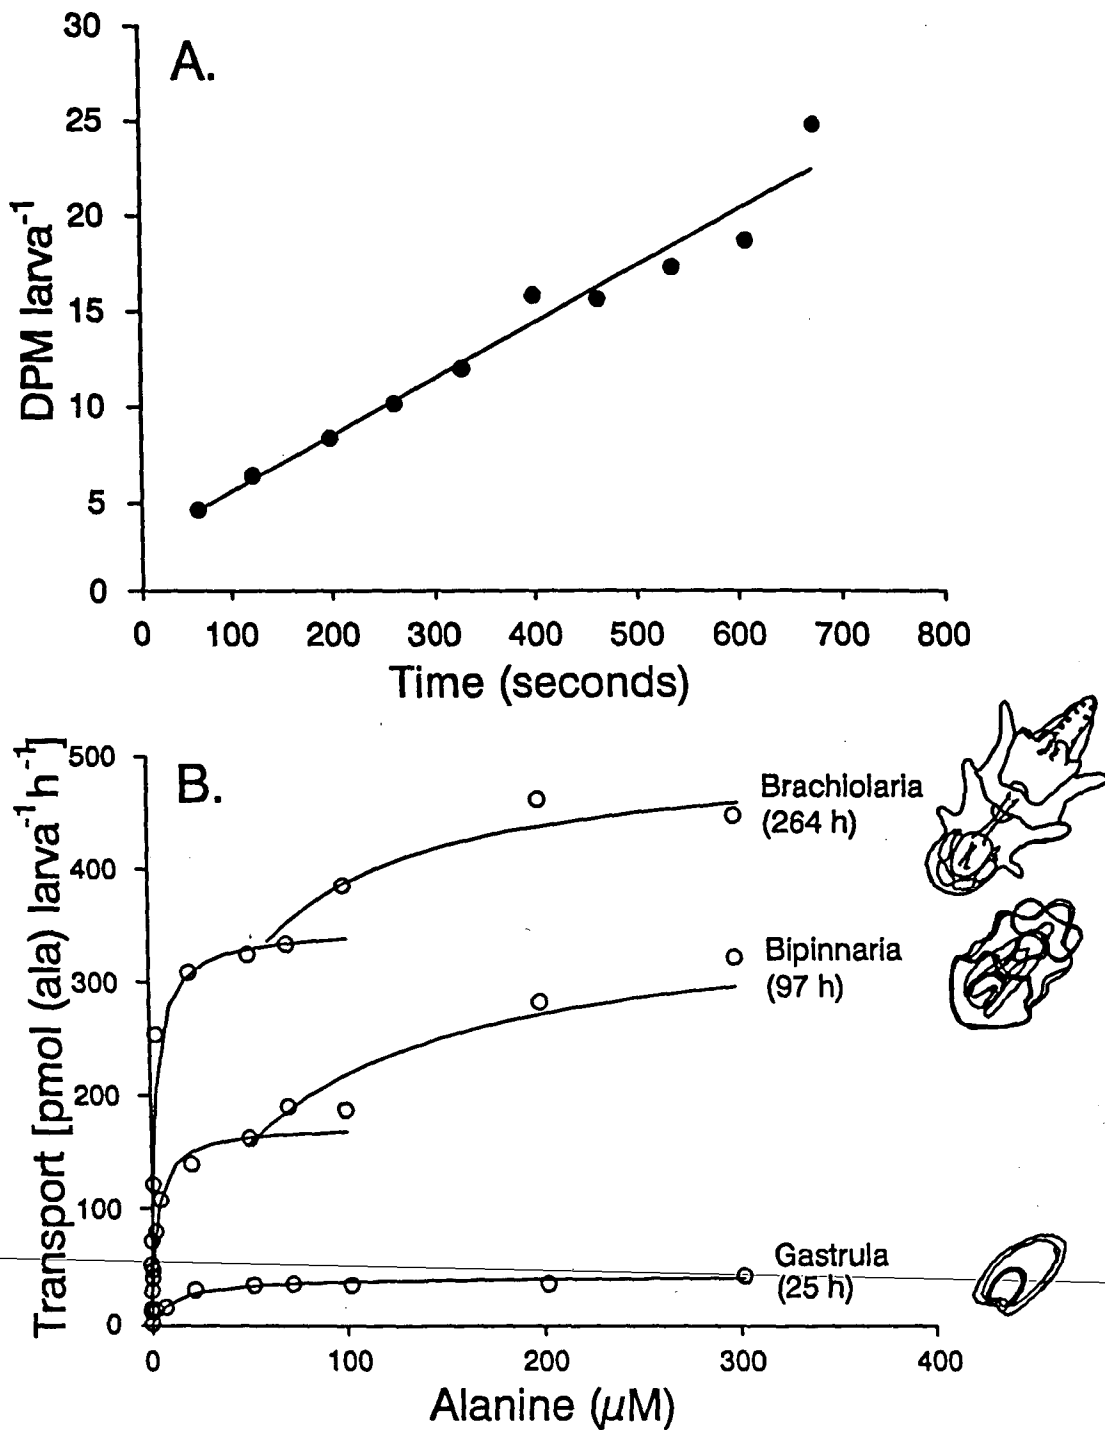 A.
30
25
20
15
10
5
0
DPM larva⁻¹
0 100 200 300 400 500 600 700 800
Time (seconds)
B.
500
400
300
200
100
0
Transport [pmol (ala) larva⁻¹h⁻¹]
Brachiolaria
(264 h)
Bipinnaria
(97 h)
Gastrula
(25 h)
0 100 200 300 400
Alanine (μM)